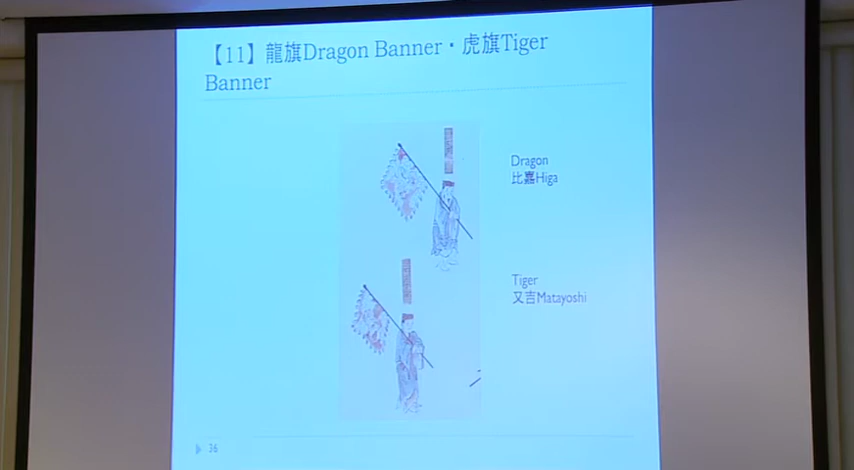 【11】龍旗Dragon Banner・虎旗Tiger
Banner
Dragon
比嘉Higa
Tiger
又吉Matayoshi
36